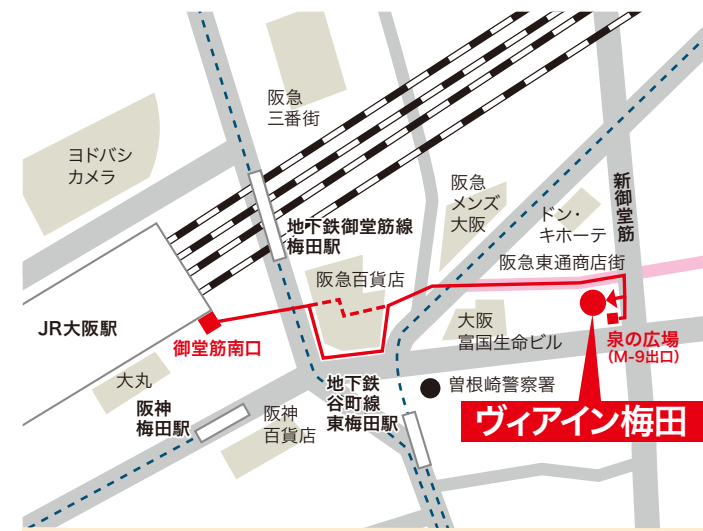 阪急
三番街
ヨドバシ
カメラ
阪急
メンズ
大阪
新御堂筋
ドン・
キホーテ
地下鉄御堂筋線
梅田駅
阪急東通商店街
阪急百貨店
JR大阪駅
御堂筋南口
大阪
富国生命ビル
泉の広場
(M-9出口)
大丸
地下鉄
谷町線
東梅田駅
曽根崎警察署
阪神
梅田駅
阪神
百貨店
ヴィアイン梅田